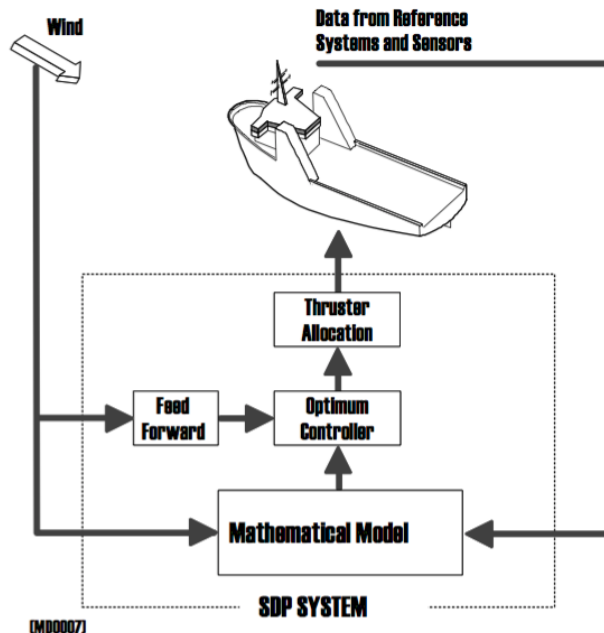 Wind
Data from Reference
Systems and Sensors
Thruster
Allocation
Feed
Forward
Optimum
Controller
Mathematical Model
SDP SYSTEM
(MD0007)